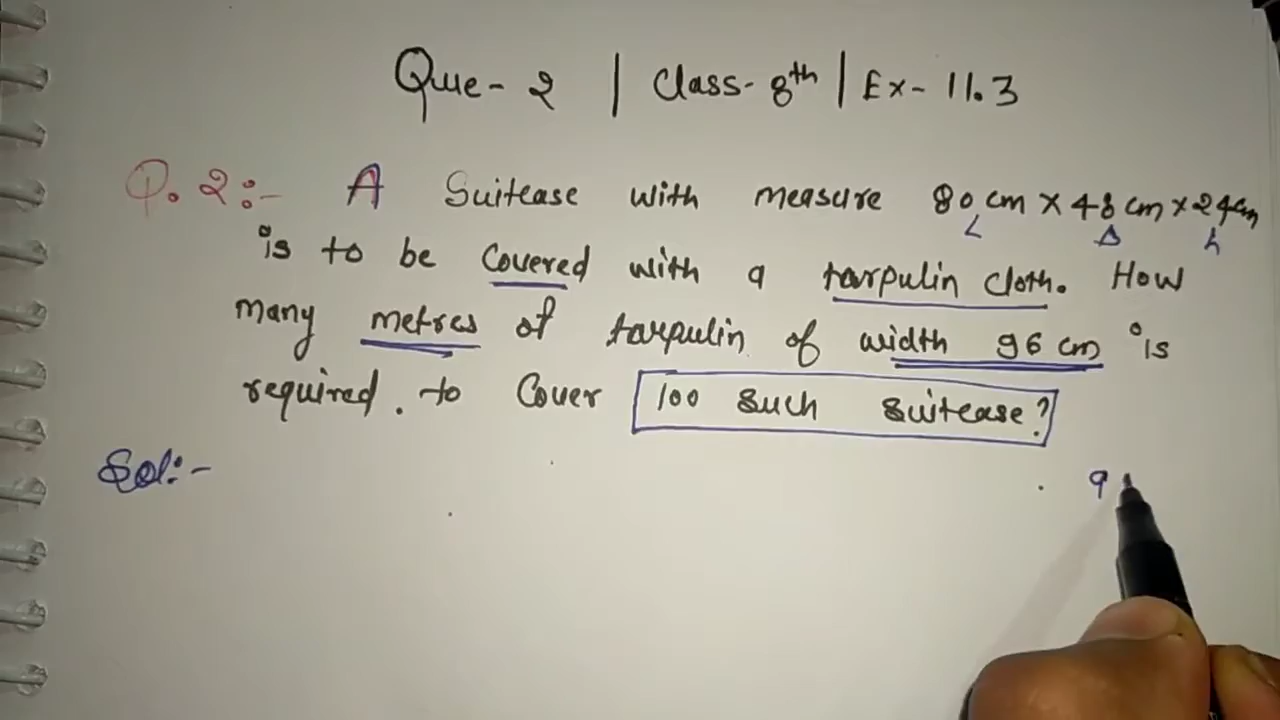 Que- 2 | Class- 8th | Ex- 11.3
Q. 2:- A Suitcase with measure 80 cm x 48 cm x 24cm
L b h
is to be Covered with a tarpulin cloth. How
many metres of tarpulin of width 96 cm is
required. to Cover 100 such suitcase?
Sol:- 9